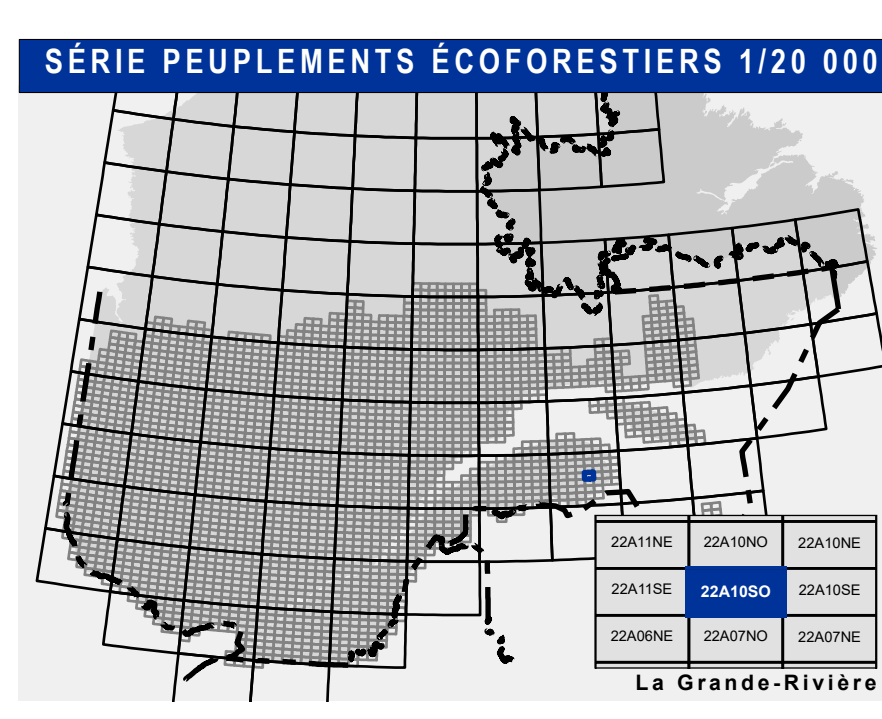 SÉRIE PEUPLEMENTS ÉCOFORESTIERS 1/20 000
22A11NE 22A10NO 22A10NE
22A11SE 22A10SO 22A10SE
22A06NE 22A07NO 22A07NE
La Grande-Rivière